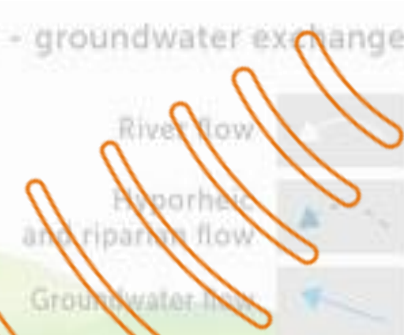 - groundwater exchange
River flow
Hyporheic
and riparian flow
Groundwater flow